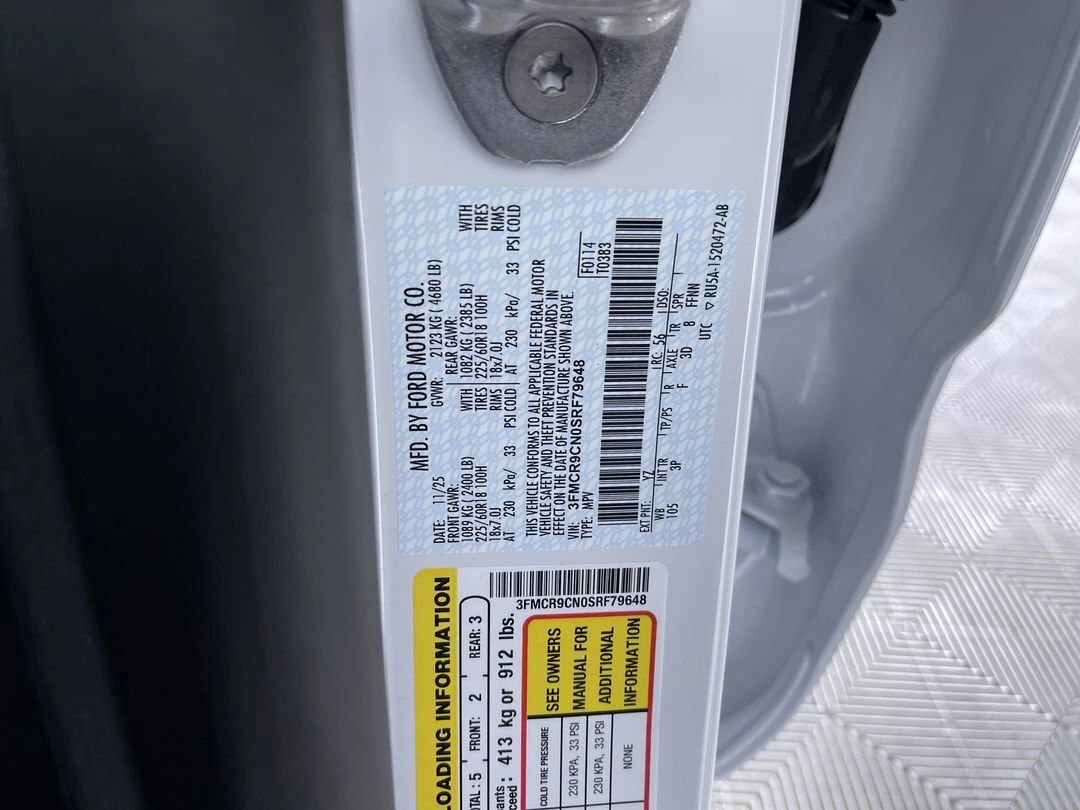 MFD. BY FORD MOTOR CO.
DATE: 11/25 GVWR: 2123 KG ( 4680 LB)
FRONT GAWR: REAR GAWR:
1089 KG ( 2400 LB) WITH 1082 KG ( 2385 LB) WITH
225/60R18 100H TIRES 225/60R18 100H TIRES
18x7.0J RIMS 18x7.0J RIMS
AT 230 kPa/ 33 PSI COLD AT 230 kPa/ 33 PSI COLD
THIS VEHICLE CONFORMS TO ALL APPLICABLE FEDERAL MOTOR
VEHICLE SAFETY AND THEFT PREVENTION STANDARDS IN
EFFECT ON THE DATE OF MANUFACTURE SHOWN ABOVE.
VIN: 3FMCR9CN0SRF79648
TYPE: MPV
F0114
T0383
EXT PNT: YZ RC: 56 DSO:
WB INT TR TP/PS R AXLE TR SPR
105 3P F 3D 8 FFNN
UTC ▽ RU5A-1520472-AB
LOADING INFORMATION
TOTAL: 5 FRONT: 2 REAR: 3
413 kg or 912 lbs.
3FMCR9CN0SRF79648
COLD TIRE PRESSURE
230 KPA, 33 PSI
230 KPA, 33 PSI
NONE
SEE OWNERS
MANUAL FOR
ADDITIONAL
INFORMATION